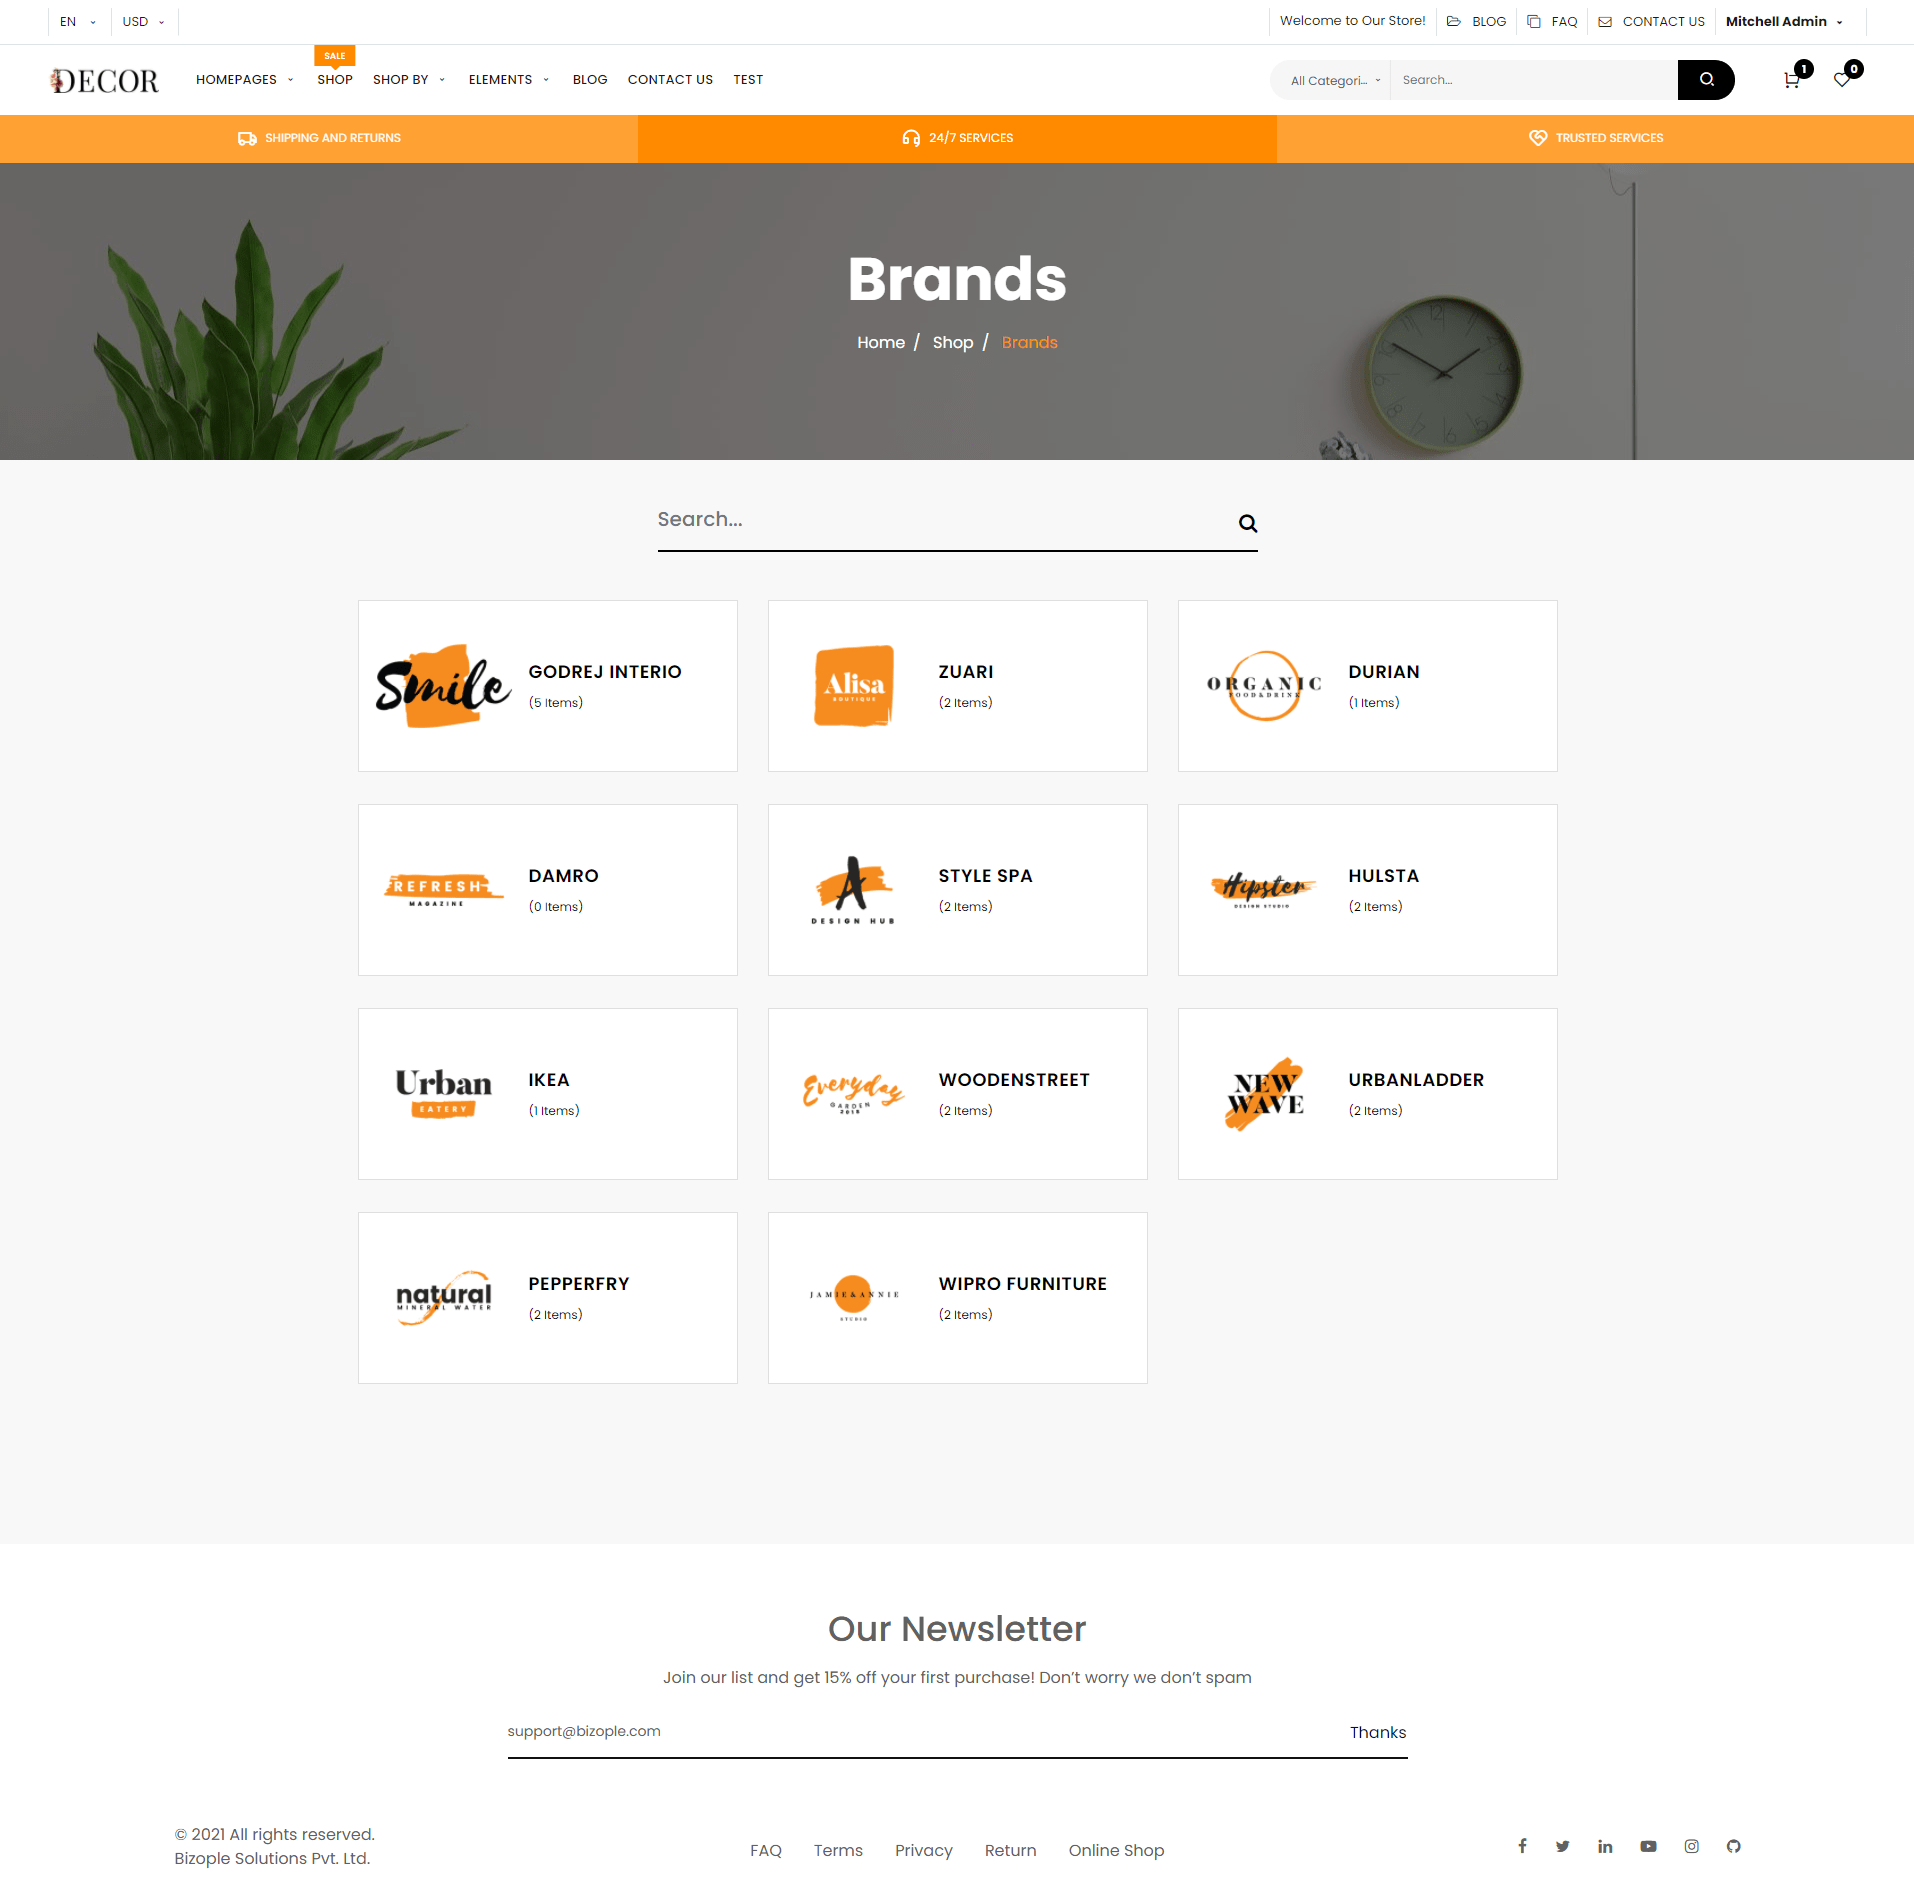 EN
USD
Welcome to Our Store!
BLOG
FAQ
CONTACT US
Mitchell Admin
DECOR
HOMEPAGES
SALE
SHOP
SHOP BY
ELEMENTS
BLOG
CONTACT US
TEST
All Categori...
Search...
1
0
SHIPPING AND RETURNS
24/7 SERVICES
TRUSTED SERVICES
Brands
Home / Shop / Brands
Search...
Smile
GODREJ INTERIO
(5 Items)
Alisa
BOUTIQUE
ZUARI
(2 Items)
ORGANIC
FOOD&DRINK
DURIAN
(1 Items)
REFRESH
MAGAZINE
DAMRO
(0 Items)
A
DESIGN HUB
STYLE SPA
(2 Items)
Hipster
DESIGN STUDIO
HULSTA
(2 Items)
Urban
EATERY
IKEA
(1 Items)
Everyday
GARDEN
2018
WOODENSTREET
(2 Items)
NEW
WAVE
URBANLADDER
(2 Items)
natural
MINERAL WATER
PEPPERFRY
(2 Items)
JAMIE&ANNIE
STUDIO
WIPRO FURNITURE
(2 Items)
Our Newsletter
Join our list and get 15% off your first purchase! Don’t worry we don’t spam
support@bizople.com
Thanks
© 2021 All rights reserved.
Bizople Solutions Pvt. Ltd.
FAQ
Terms
Privacy
Return
Online Shop